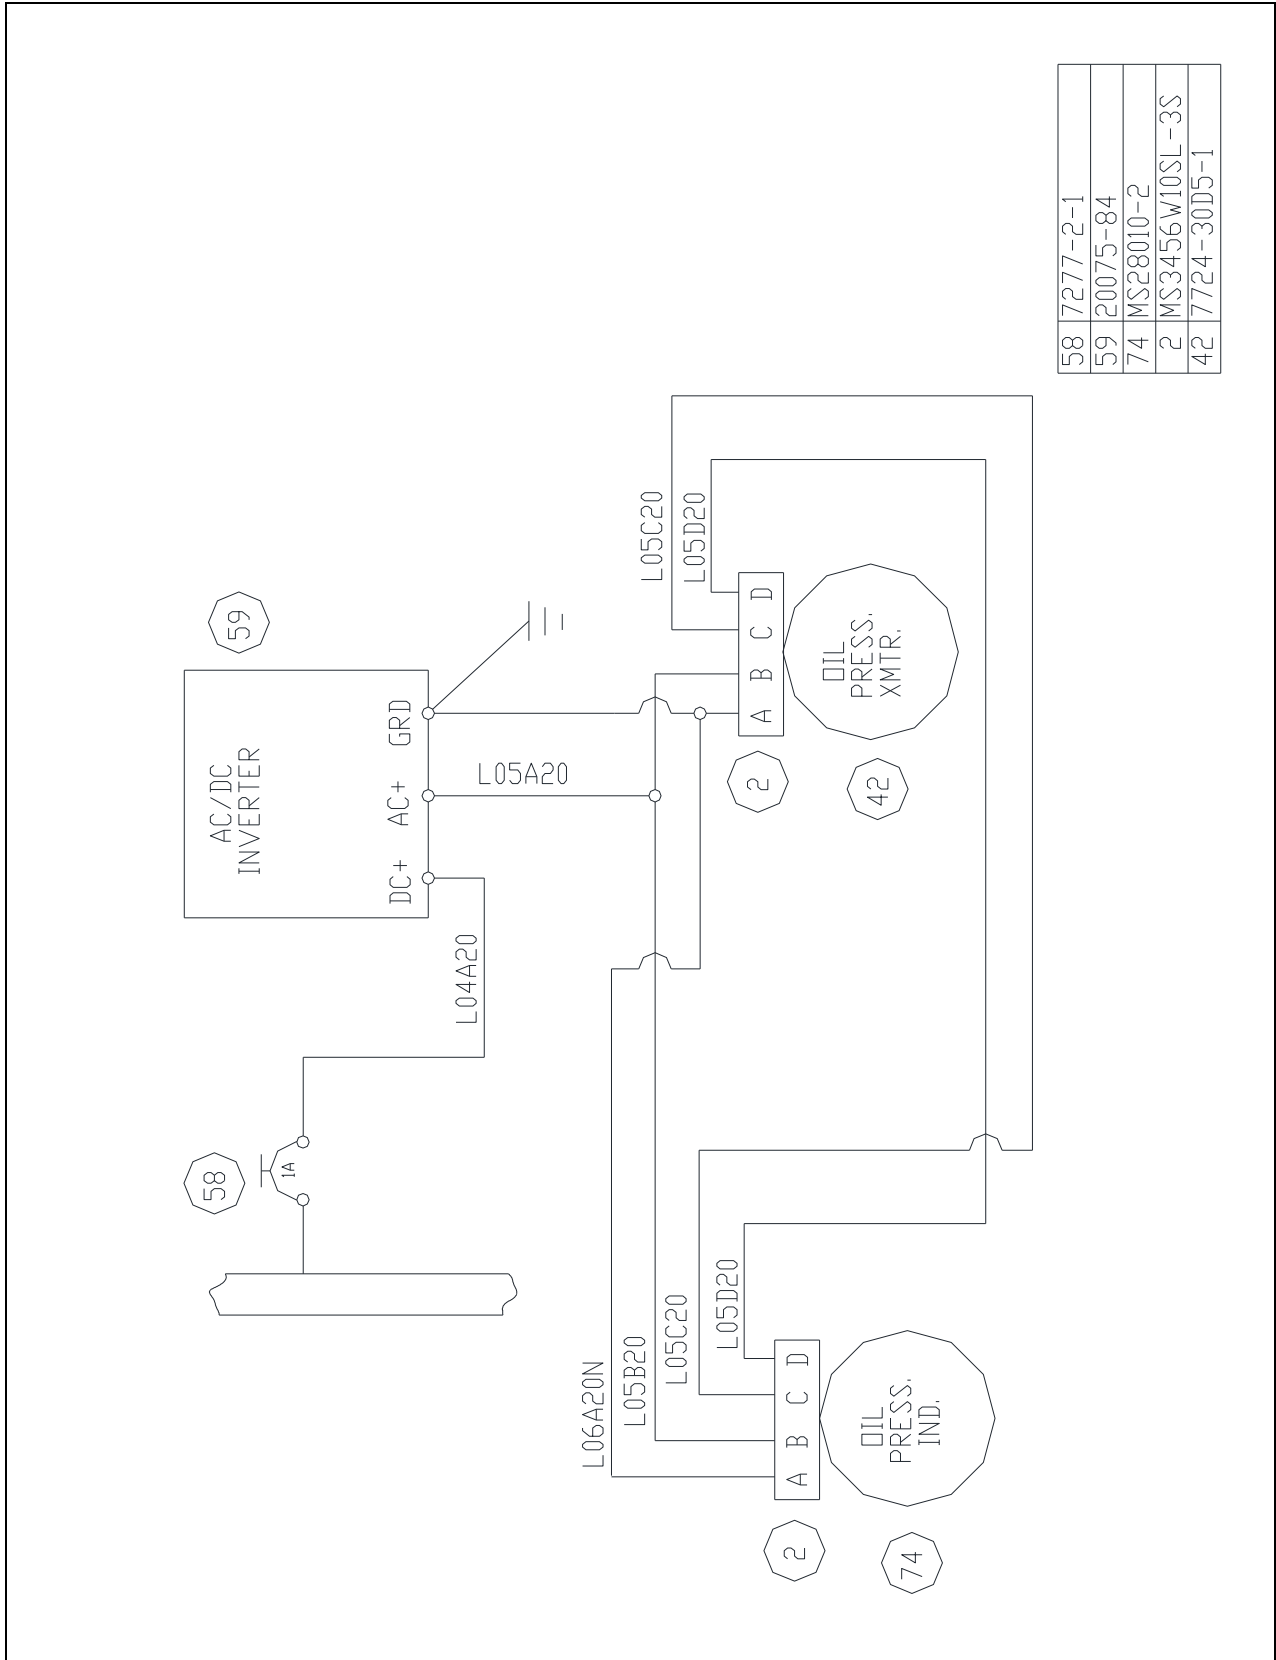 58 7277-2-1
59 20075-84
74 MS28010-2
2 MS3456W10SL-3S
42 7724-30D5-1
58
1A
L04A20
59
AC/DC
INVERTER
DC+ AC+ GRD
L05A20
L06A20N
L05B20
L05C20
L05D20
A B C D
OIL
PRESS.
IND.
2
74
L05C20
L05D20
A B C D
OIL
PRESS.
XMTR.
2
42